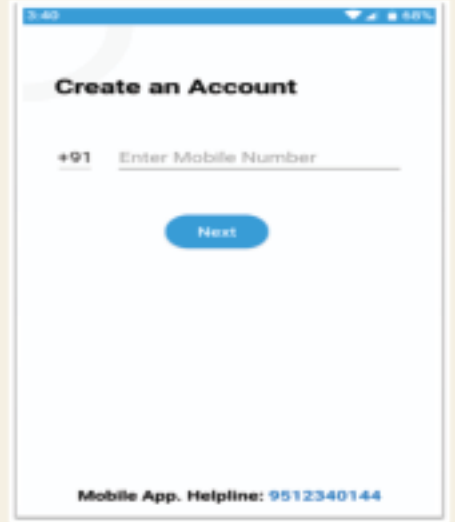 3:40 68%
Create an Account
+91 Enter Mobile Number
Next
Mobile App. Helpline: 9512340144